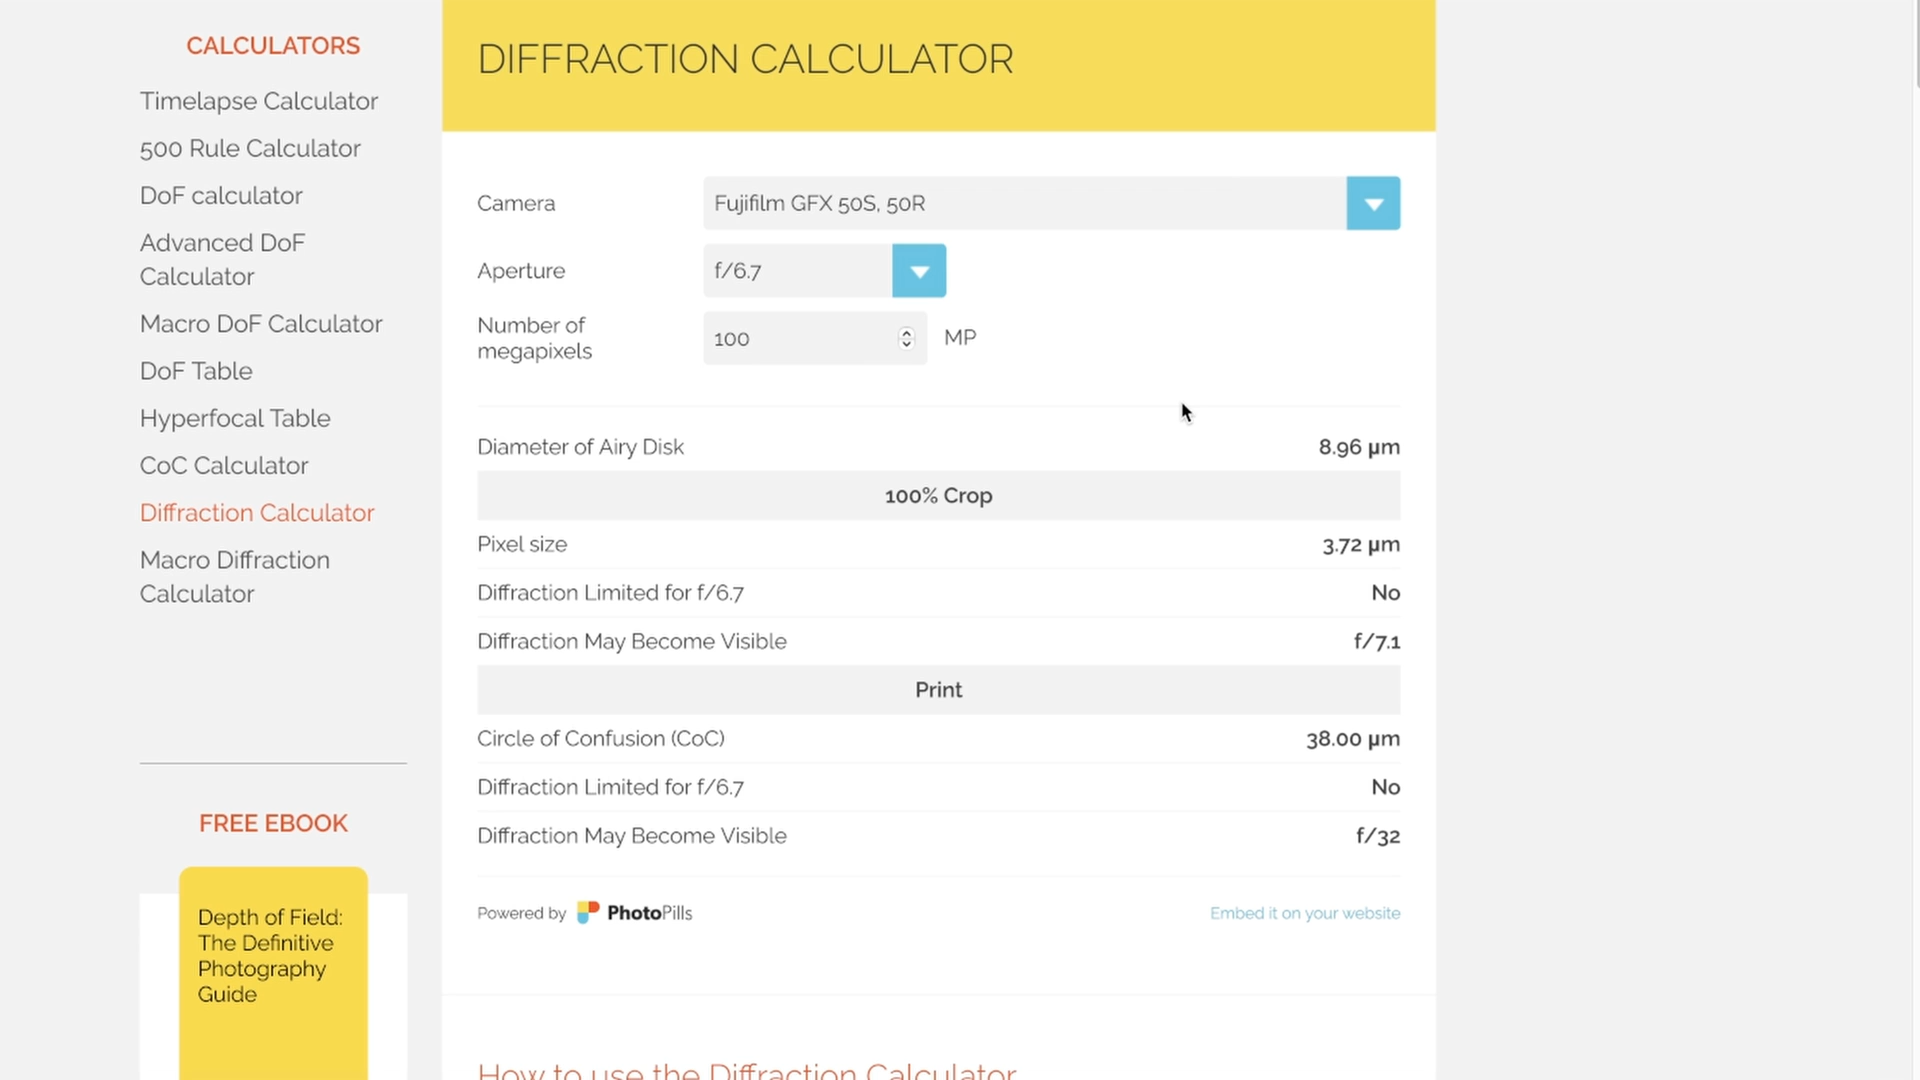 CALCULATORS
Timelapse Calculator
500 Rule Calculator
DoF calculator
Advanced DoF
Calculator
Macro DoF Calculator
DoF Table
Hyperfocal Table
CoC Calculator
Diffraction Calculator
Macro Diffraction
Calculator
FREE EBOOK
Depth of Field:
The Definitive
Photography
Guide
DIFFRACTION CALCULATOR
Camera Fujifilm GFX 50S, 50R
Aperture f/6.7
Number of
megapixels 100 MP
Diameter of Airy Disk 8.96 µm
100% Crop
Pixel size 3.72 µm
Diffraction Limited for f/6.7 No
Diffraction May Become Visible f/7.1
Print
Circle of Confusion (CoC) 38.00 µm
Diffraction Limited for f/6.7 No
Diffraction May Become Visible f/32
Powered by PhotoPills Embed it on your website
How to use the Diffraction Calculator